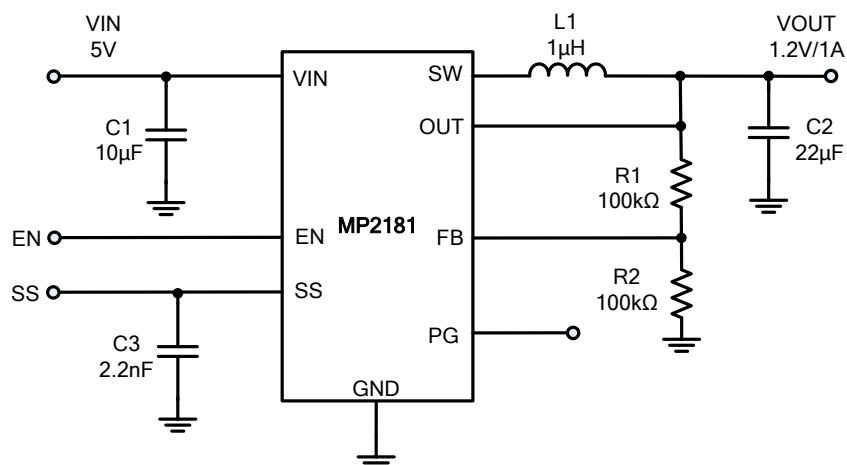 VIN
5V
L1
1µH
VOUT
1.2V/1A
VIN
SW
C1
10µF
OUT
C2
22µF
R1
100kΩ
EN
EN
MP2181
FB
SS
SS
R2
100kΩ
C3
2.2nF
PG
GND